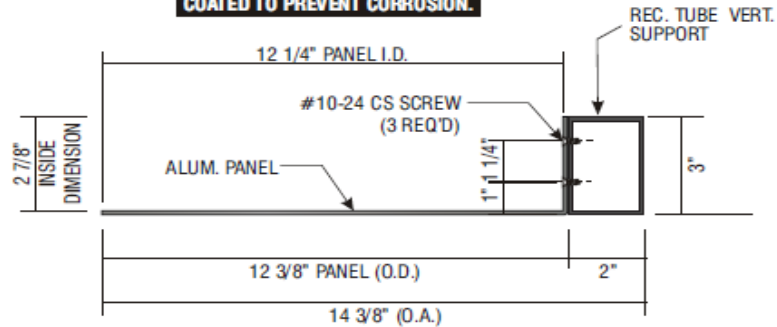 COATED TO PREVENT CORROSION.
REC. TUBE VERT.
SUPPORT
12 1/4" PANEL I.D.
#10-24 CS SCREW
(3 REQ'D)
2 7/8"
INSIDE
DIMENSION
ALUM. PANEL
1" 1 1/4"
3"
12 3/8" PANEL (O.D.)
2"
14 3/8" (O.A.)